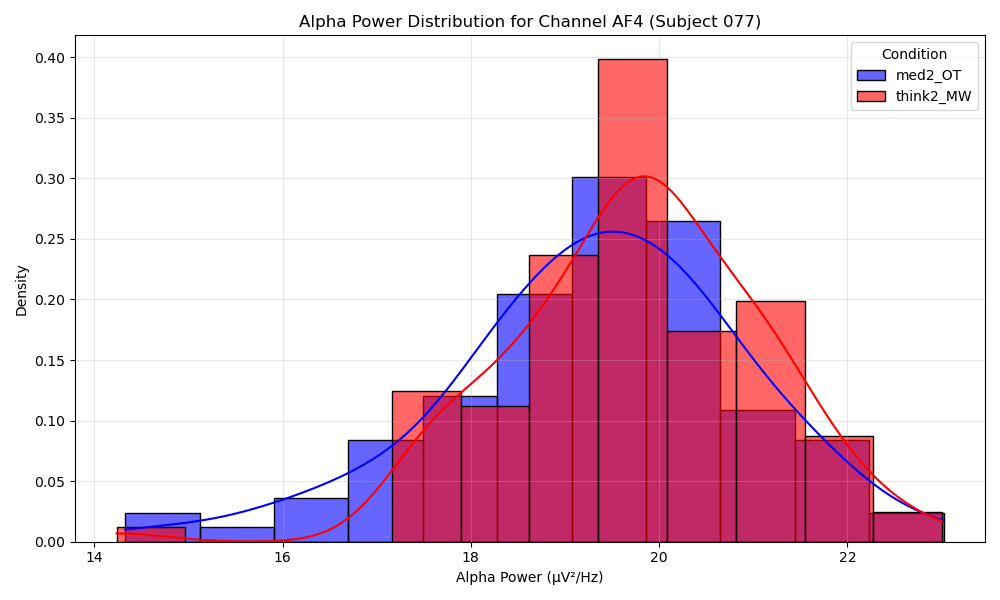 Alpha Power Distribution for Channel AF4 (Subject 077)
Condition
med2_OT
think2_MW
0.40
0.35
0.30
0.25
0.20
0.15
0.10
0.05
0.00
Density
14
16
18
20
22
Alpha Power (µV²/Hz)